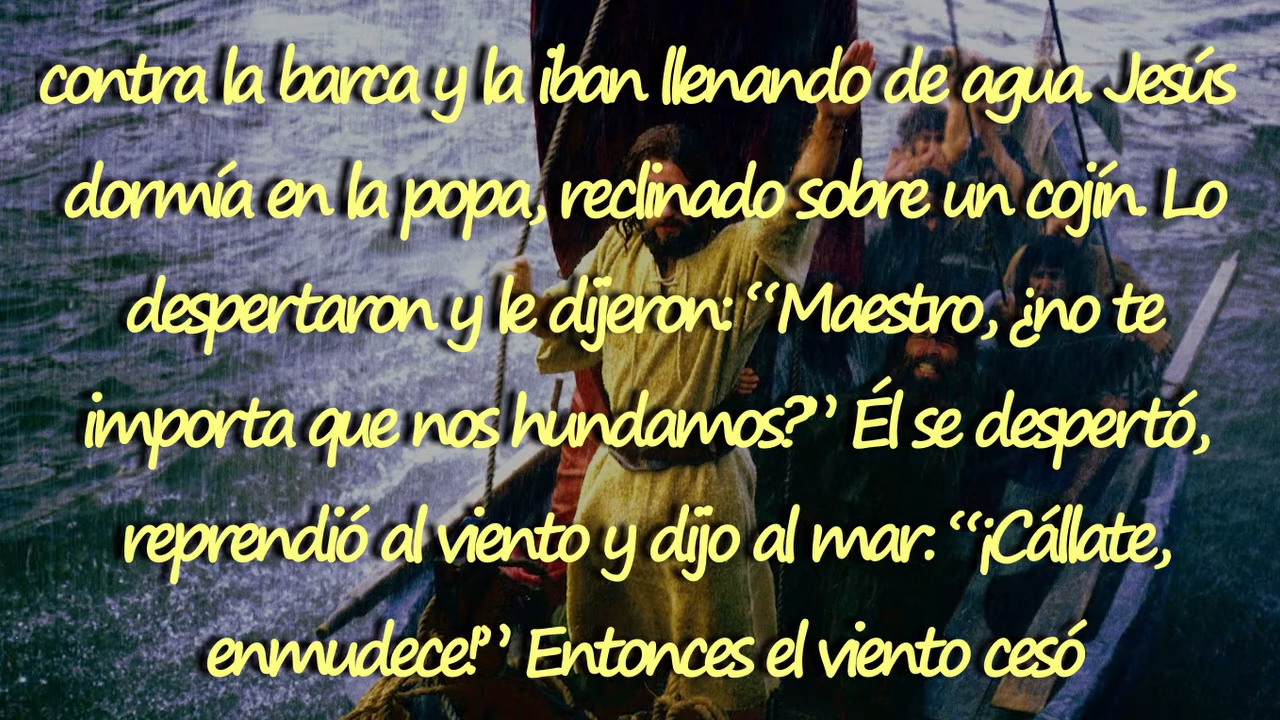 contra la barca y la iban llenando de agua. Jesús
dormía en la popa, reclinado sobre un cojín. Lo
despertaron y le dijeron: “Maestro, ¿no te
importa que nos hundamos?” Él se despertó,
reprendió al viento y dijo al mar: “¡Cállate,
enmudece!” Entonces el viento cesó